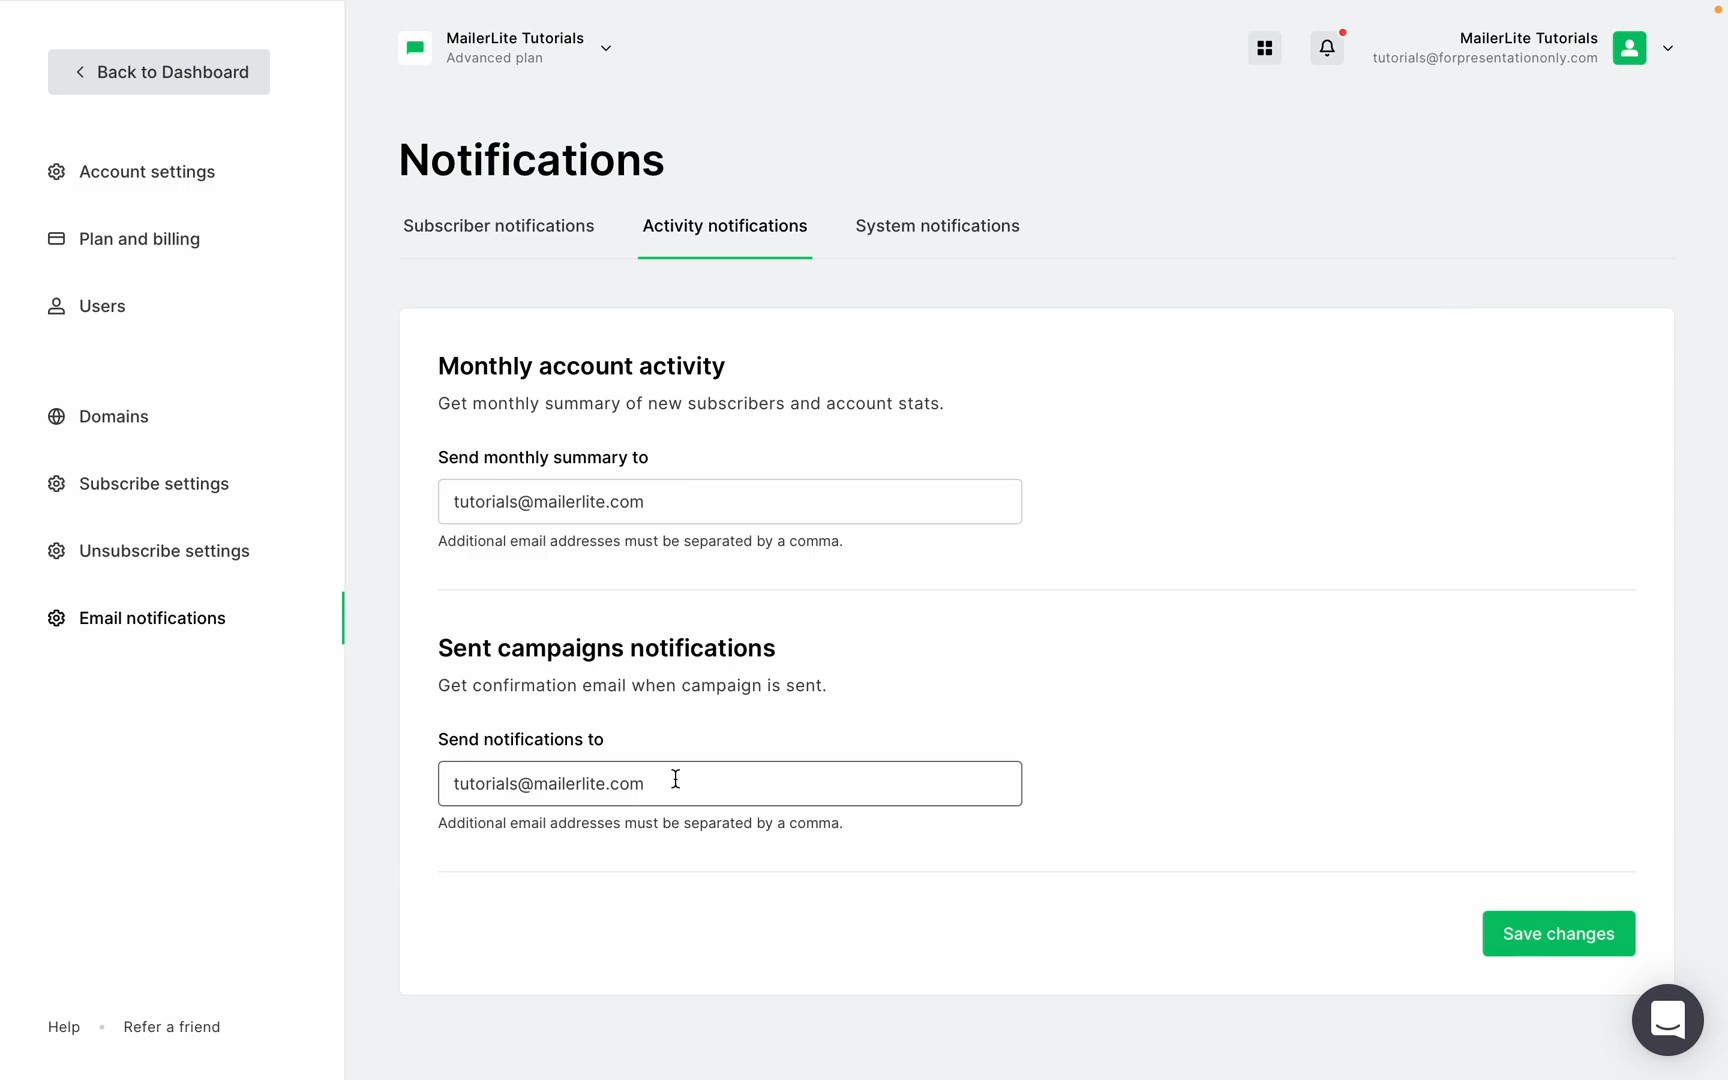 Back to Dashboard
Account settings
Plan and billing
Users
Domains
Subscribe settings
Unsubscribe settings
Email notifications
Help • Refer a friend
MailerLite Tutorials
Advanced plan
MailerLite Tutorials
tutorials@forpresentationonly.com
Notifications
Subscriber notifications Activity notifications System notifications
Monthly account activity
Get monthly summary of new subscribers and account stats.
Send monthly summary to
tutorials@mailerlite.com
Additional email addresses must be separated by a comma.
Sent campaigns notifications
Get confirmation email when campaign is sent.
Send notifications to
tutorials@mailerlite.com
Additional email addresses must be separated by a comma.
Save changes